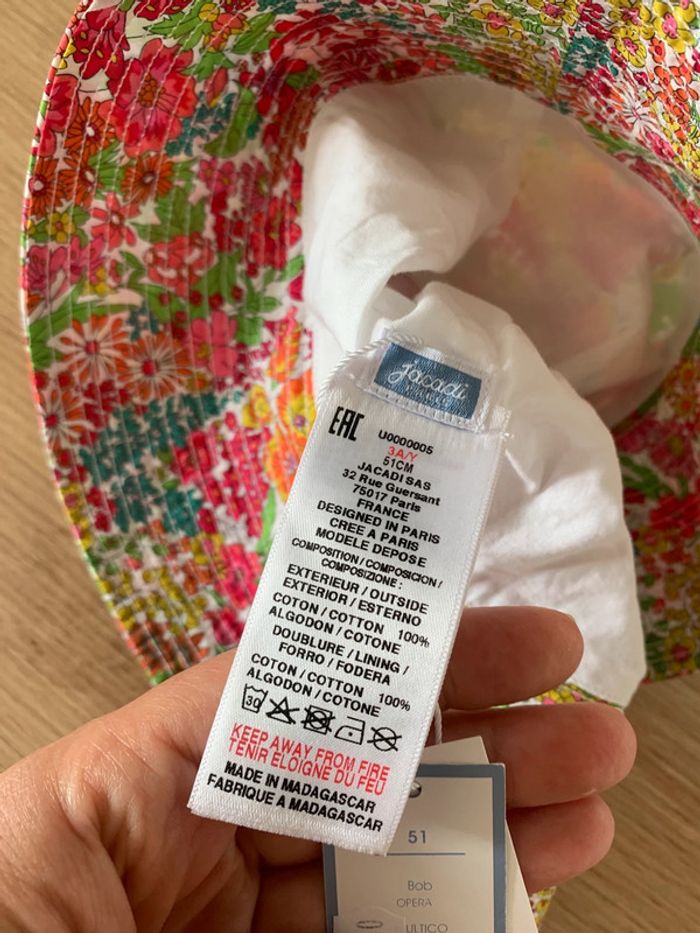 Jacadi
EAC
U0000005
3A/Y
51CM
JACADI SAS
32 Rue Guersant
75017 Paris
FRANCE
DESIGNED IN PARIS
CREE A PARIS
MODELE DEPOSE
COMPOSITION / COMPOSICION /
COMPOSIZIONE :
EXTERIEUR / OUTSIDE
EXTERIOR / ESTERNO
COTON / COTTON 100%
ALGODON / COTONE
DOUBLURE / LINING /
FORRO / FODERA
COTON / COTTON 100%
ALGODON / COTONE
30
KEEP AWAY FROM FIRE
TENIR ELOIGNE DU FEU
MADE IN MADAGASCAR
FABRIQUE A MADAGASCAR
51
Bob
OPERA
ULTICO